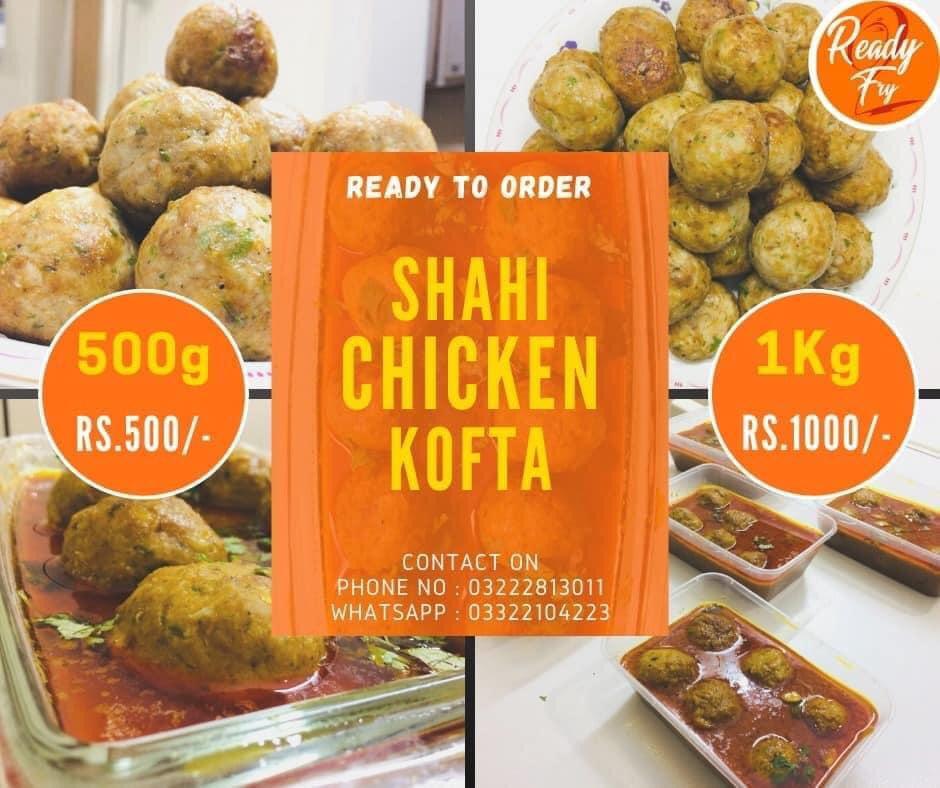 Ready
Fry
READY TO ORDER
SHAHI
CHICKEN
KOFTA
500g
RS.500/-
1Kg
RS.1000/-
CONTACT ON
PHONE NO : 03222813011
WHATSAPP : 03322104223